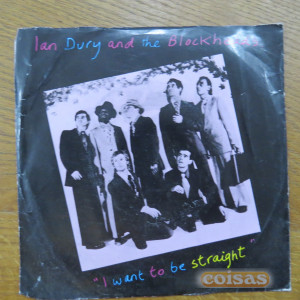 Ian Dury and the Blockheads
"I want to be straight"
coisas